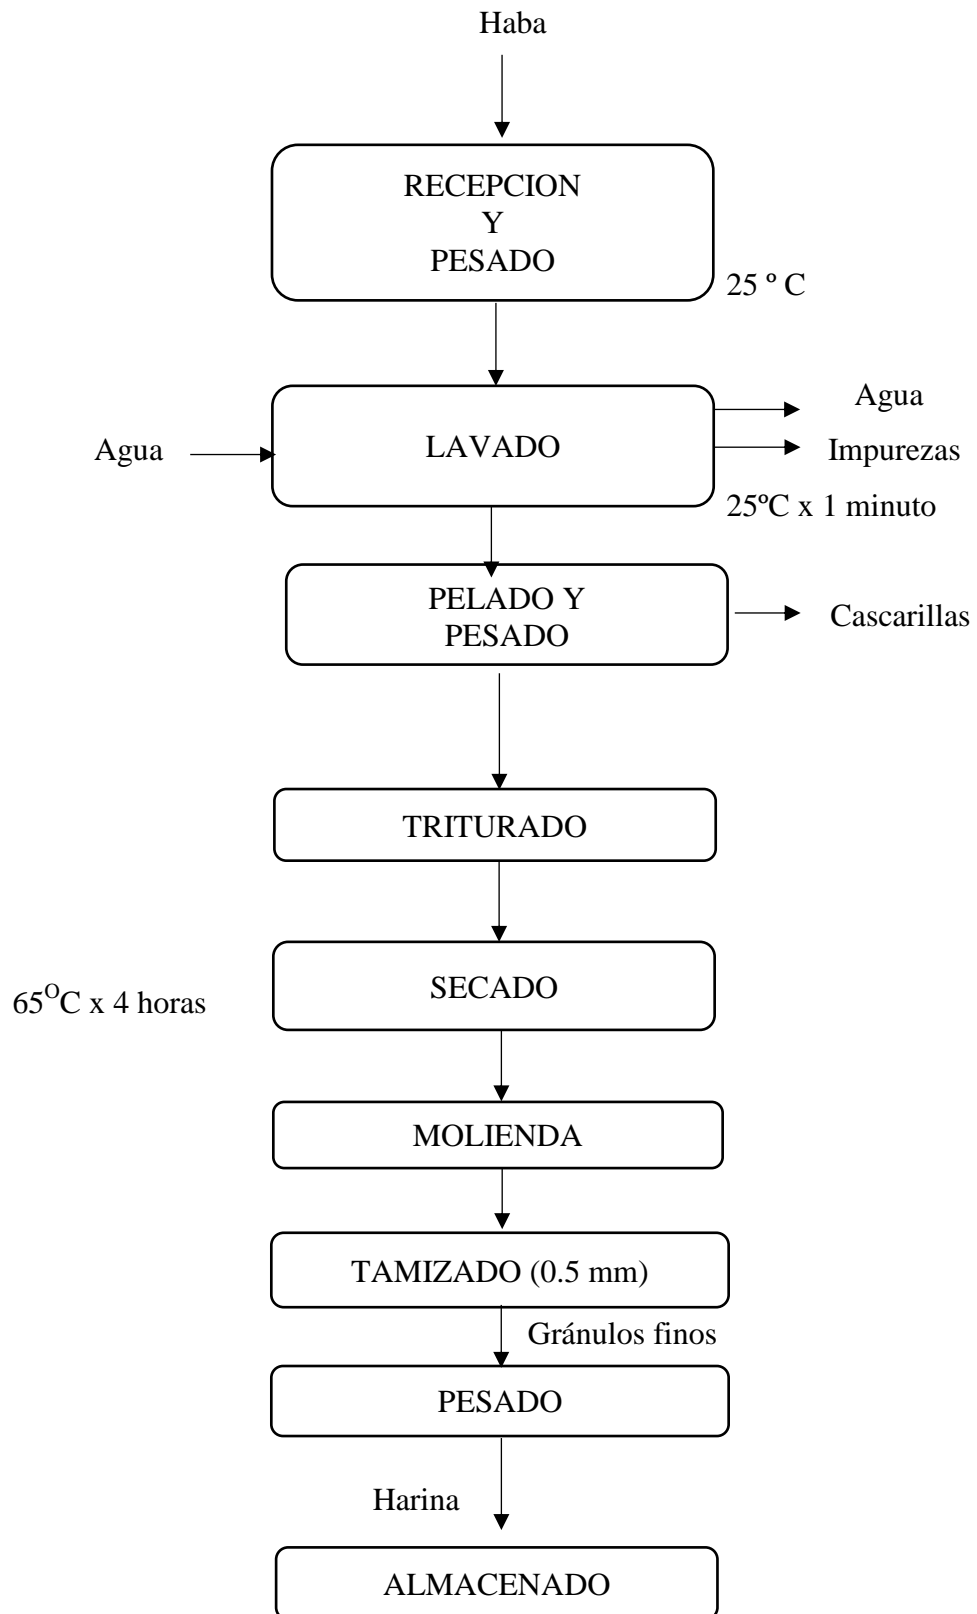 Haba
RECEPCION
Y
PESADO
25 º C
Agua
Agua
LAVADO
Impurezas
25ºC x 1 minuto
PELADO Y
PESADO
Cascarillas
TRITURADO
SECADO
65OC x 4 horas
MOLIENDA
TAMIZADO (0.5 mm)
Gránulos finos
PESADO
Harina
ALMACENADO